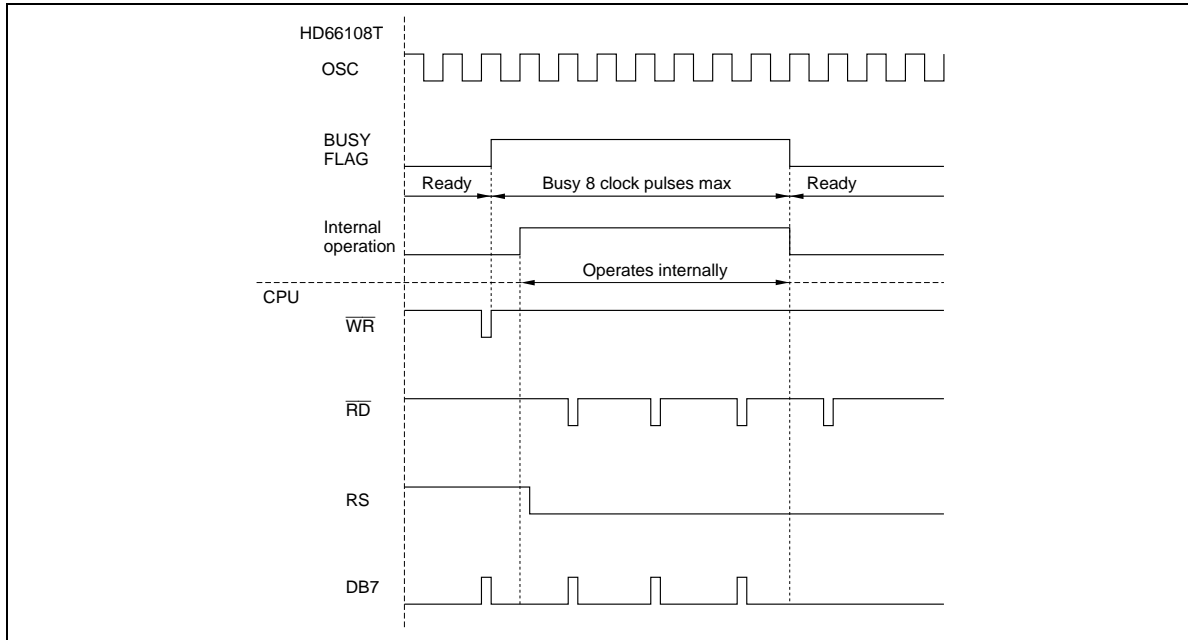 HD66108T
OSC
BUSY
FLAG
Ready
Busy 8 clock pulses max
Ready
Internal
operation
Operates internally
CPU
WR
RD
RS
DB7